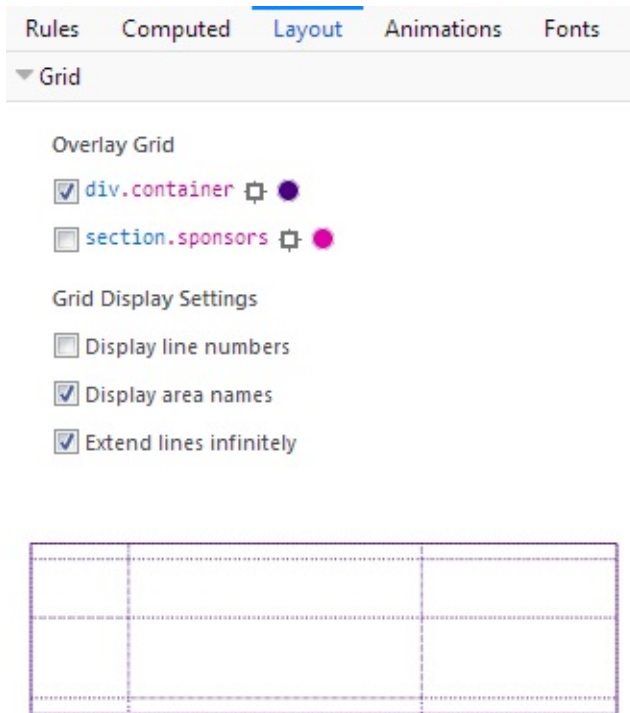 Rules Computed Layout Animations Fonts
Grid
Overlay Grid
div.container
section.sponsors
Grid Display Settings
Display line numbers
Display area names
Extend lines infinitely